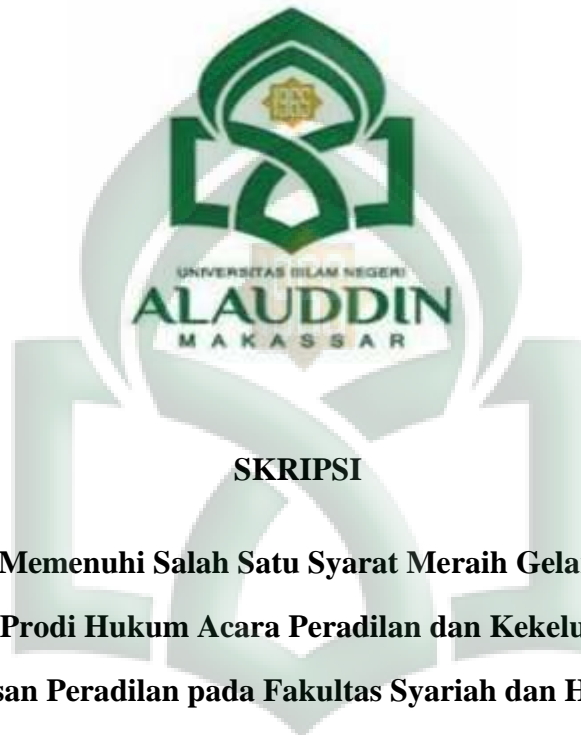 1965
UNIVERSITAS ISLAM NEGERI
ALAUDDIN
MAKASSAR
SKRIPSI
Memenuhi Salah Satu Syarat Meraih Gela
Prodi Hukum Acara Peradilan dan Kekelu
san Peradilan pada Fakultas Syariah dan H